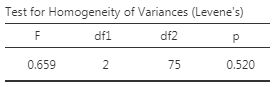 Test for Homogeneity of Variances (Levene's)
F df1 df2 p
0.659 2 75 0.520